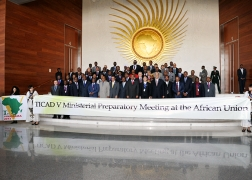 TICAD V Ministerial Preparatory Meeting at the African Union